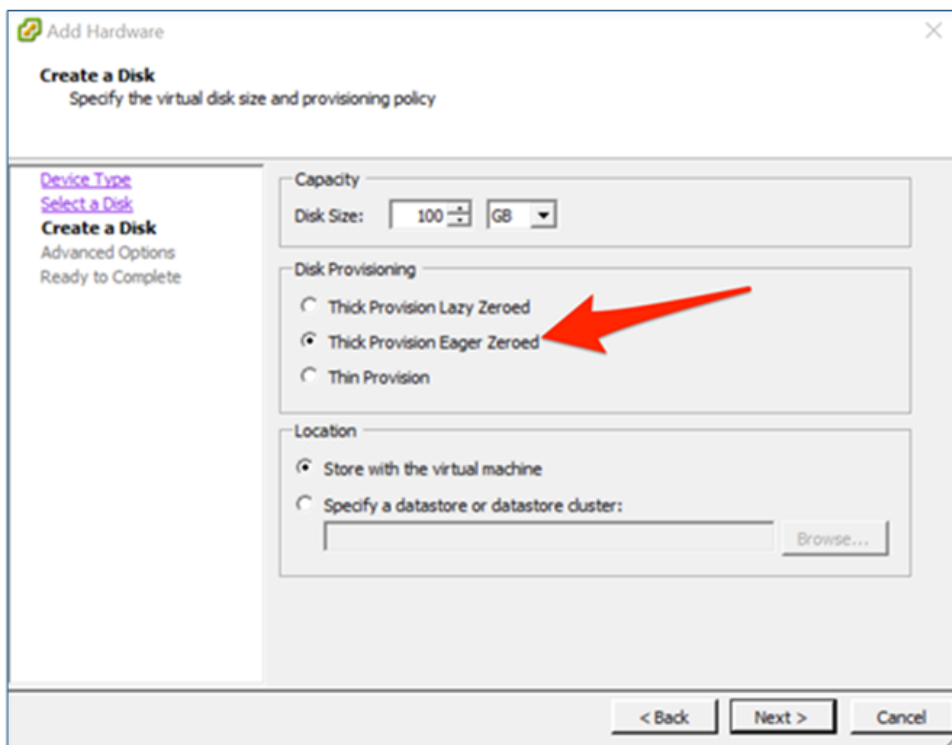 Add Hardware
Create a Disk
Specify the virtual disk size and provisioning policy
Device Type
Select a Disk
Create a Disk
Advanced Options
Ready to Complete
Capacity
Disk Size: 100 GB
Disk Provisioning
Thick Provision Lazy Zeroed
Thick Provision Eager Zeroed
Thin Provision
Location
Store with the virtual machine
Specify a datastore or datastore cluster:
Browse...
< Back Next > Cancel